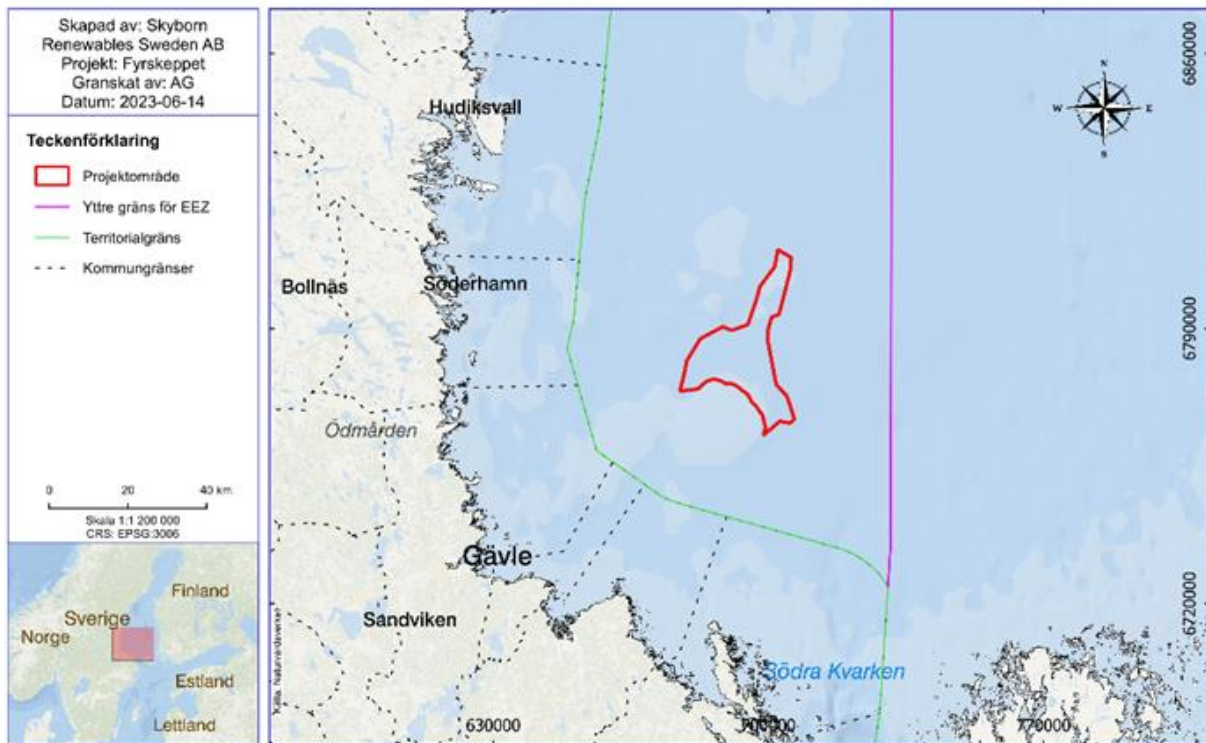 Skapad av: Skyborn
Renewables Sweden AB
Projekt: Fyrskeppet
Granskat av: AG
Datum: 2023-06-14
Teckenförklaring
Projektområde
Yttre gräns för EEZ
Territorialgräns
Kommungränser
0 20 40 km
Skala 1:1 200 000
CRS: EPSG:3006
Finland
Sverige
Norge
Estland
Lettland
N
W E
S
Hudiksvall
Bollnäs
Söderhamn
Ödmården
Gävle
Sandviken
Södra Kvarken
630000
700000
770000
6860000
6790000
6720000
Källa: Naturvårdsverket